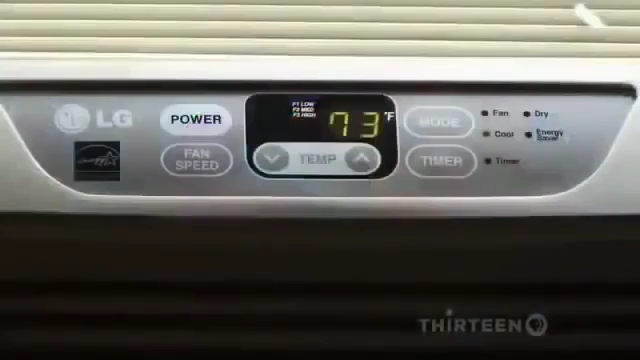 LG
POWER
FAN
SPEED
F1 LOW
F2 MED
F3 HIGH
73°F
TEMP
MODE
TIMER
Fan
Dry
Cool
Energy
Saver
Timer
THIRTEEN